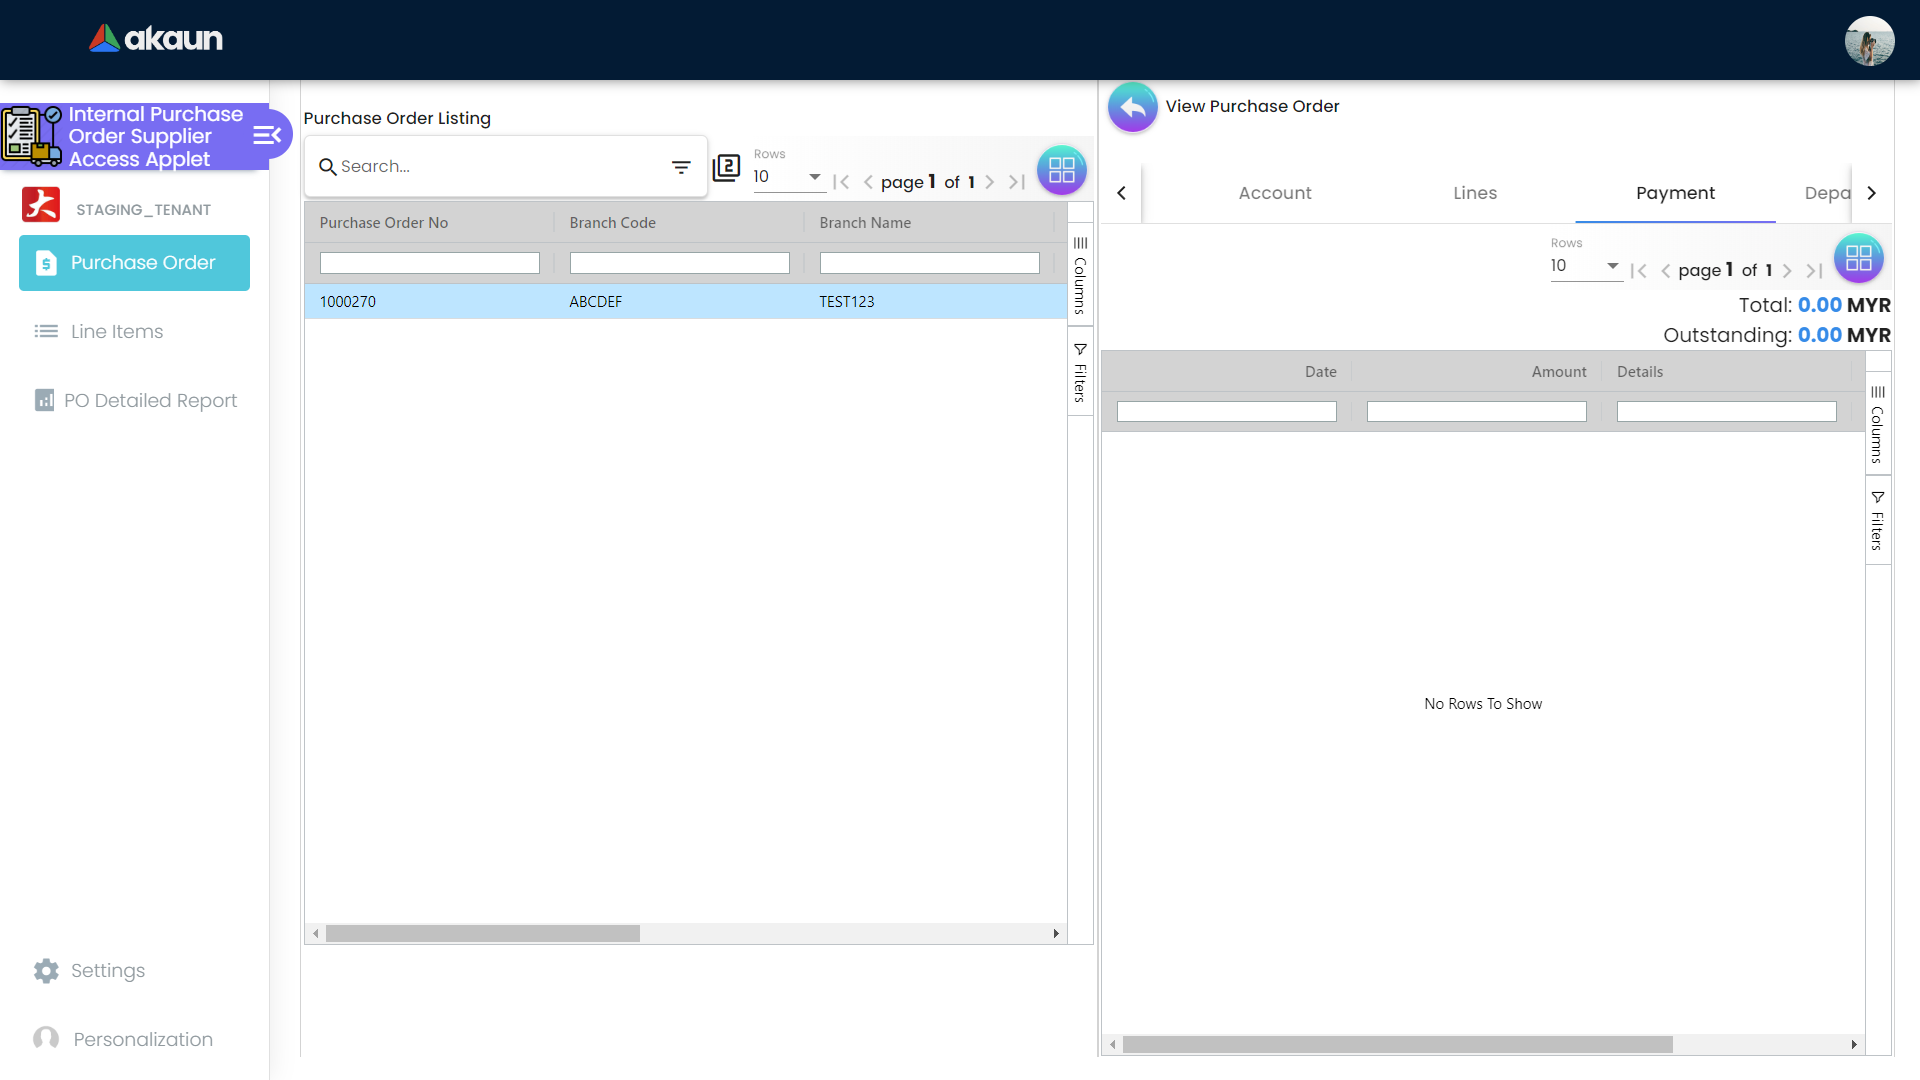 akaun
Internal Purchase
Order Supplier
Access Applet
STAGING_TENANT
Purchase Order
Line Items
PO Detailed Report
Settings
Personalization
Purchase Order Listing
Search...
2
Rows
10
page 1 of 1
Purchase Order No
Branch Code
Branch Name
1000270
ABCDEF
TEST123
Columns
Filters
View Purchase Order
Account
Lines
Payment
Depa
Rows
10
page 1 of 1
Total: 0.00 MYR
Outstanding: 0.00 MYR
Date
Amount
Details
No Rows To Show
Columns
Filters